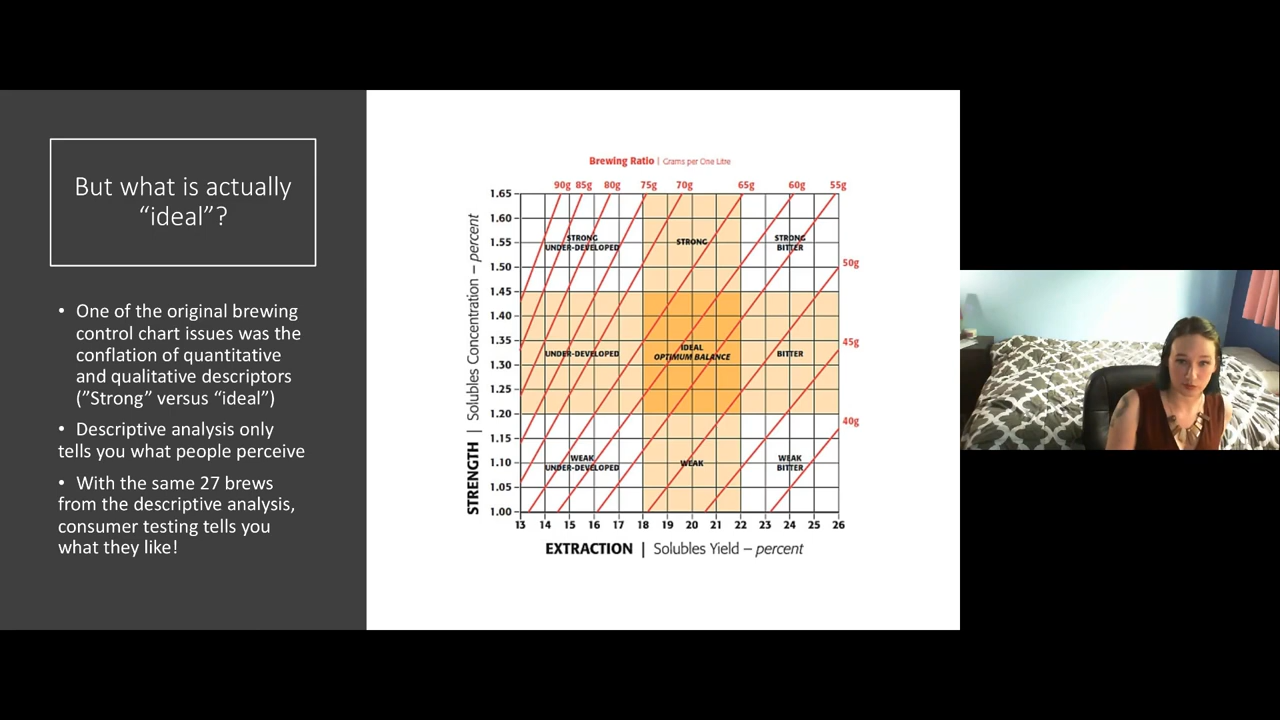 But what is actually
“ideal”?
• One of the original brewing
control chart issues was the
conflation of quantitative
and qualitative descriptors
(”Strong” versus “ideal”)
• Descriptive analysis only
tells you what people perceive
• With the same 27 brews
from the descriptive analysis,
consumer testing tells you
what they like!
Brewing Ratio | Grams per One Litre
90g 85g 80g 75g 70g 65g 60g 55g
50g
45g
40g
STRENGTH | Solubles Concentration – percent
1.65
1.60
1.55
1.50
1.45
1.40
1.35
1.30
1.25
1.20
1.15
1.10
1.05
1.00
STRONG
UNDER-DEVELOPED
STRONG
STRONG
BITTER
UNDER-DEVELOPED
IDEAL
OPTIMUM BALANCE
BITTER
WEAK
UNDER-DEVELOPED
WEAK
WEAK
BITTER
13 14 15 16 17 18 19 20 21 22 23 24 25 26
EXTRACTION | Solubles Yield – percent